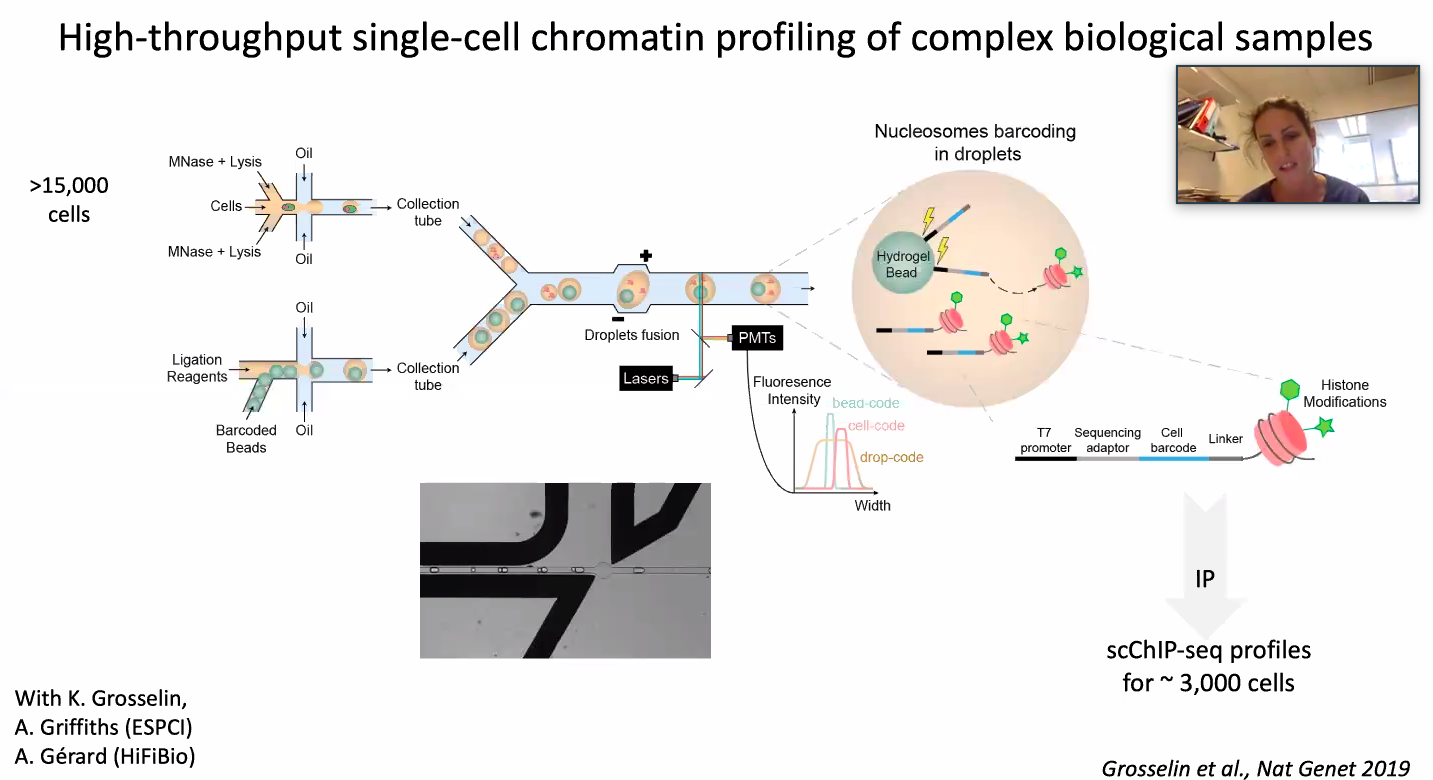 High-throughput single-cell chromatin profiling of complex biological samples
>15,000
cells
MNase + Lysis
Oil
Cells
Collection
tube
MNase + Lysis
Oil
Oil
Ligation
Reagents
Collection
tube
Barcoded
Beads
Oil
+
-
Droplets fusion
PMTs
Lasers
Fluoresence
Intensity
bead-code
cell-code
drop-code
Width
Nucleosomes barcoding
in droplets
Hydrogel
Bead
Histone
Modifications
T7
promoter
Sequencing
adaptor
Cell
barcode
Linker
IP
scChIP-seq profiles
for ~ 3,000 cells
With K. Grosselin,
A. Griffiths (ESPCI)
A. Gérard (HiFiBio)
Grosselin et al., Nat Genet 2019